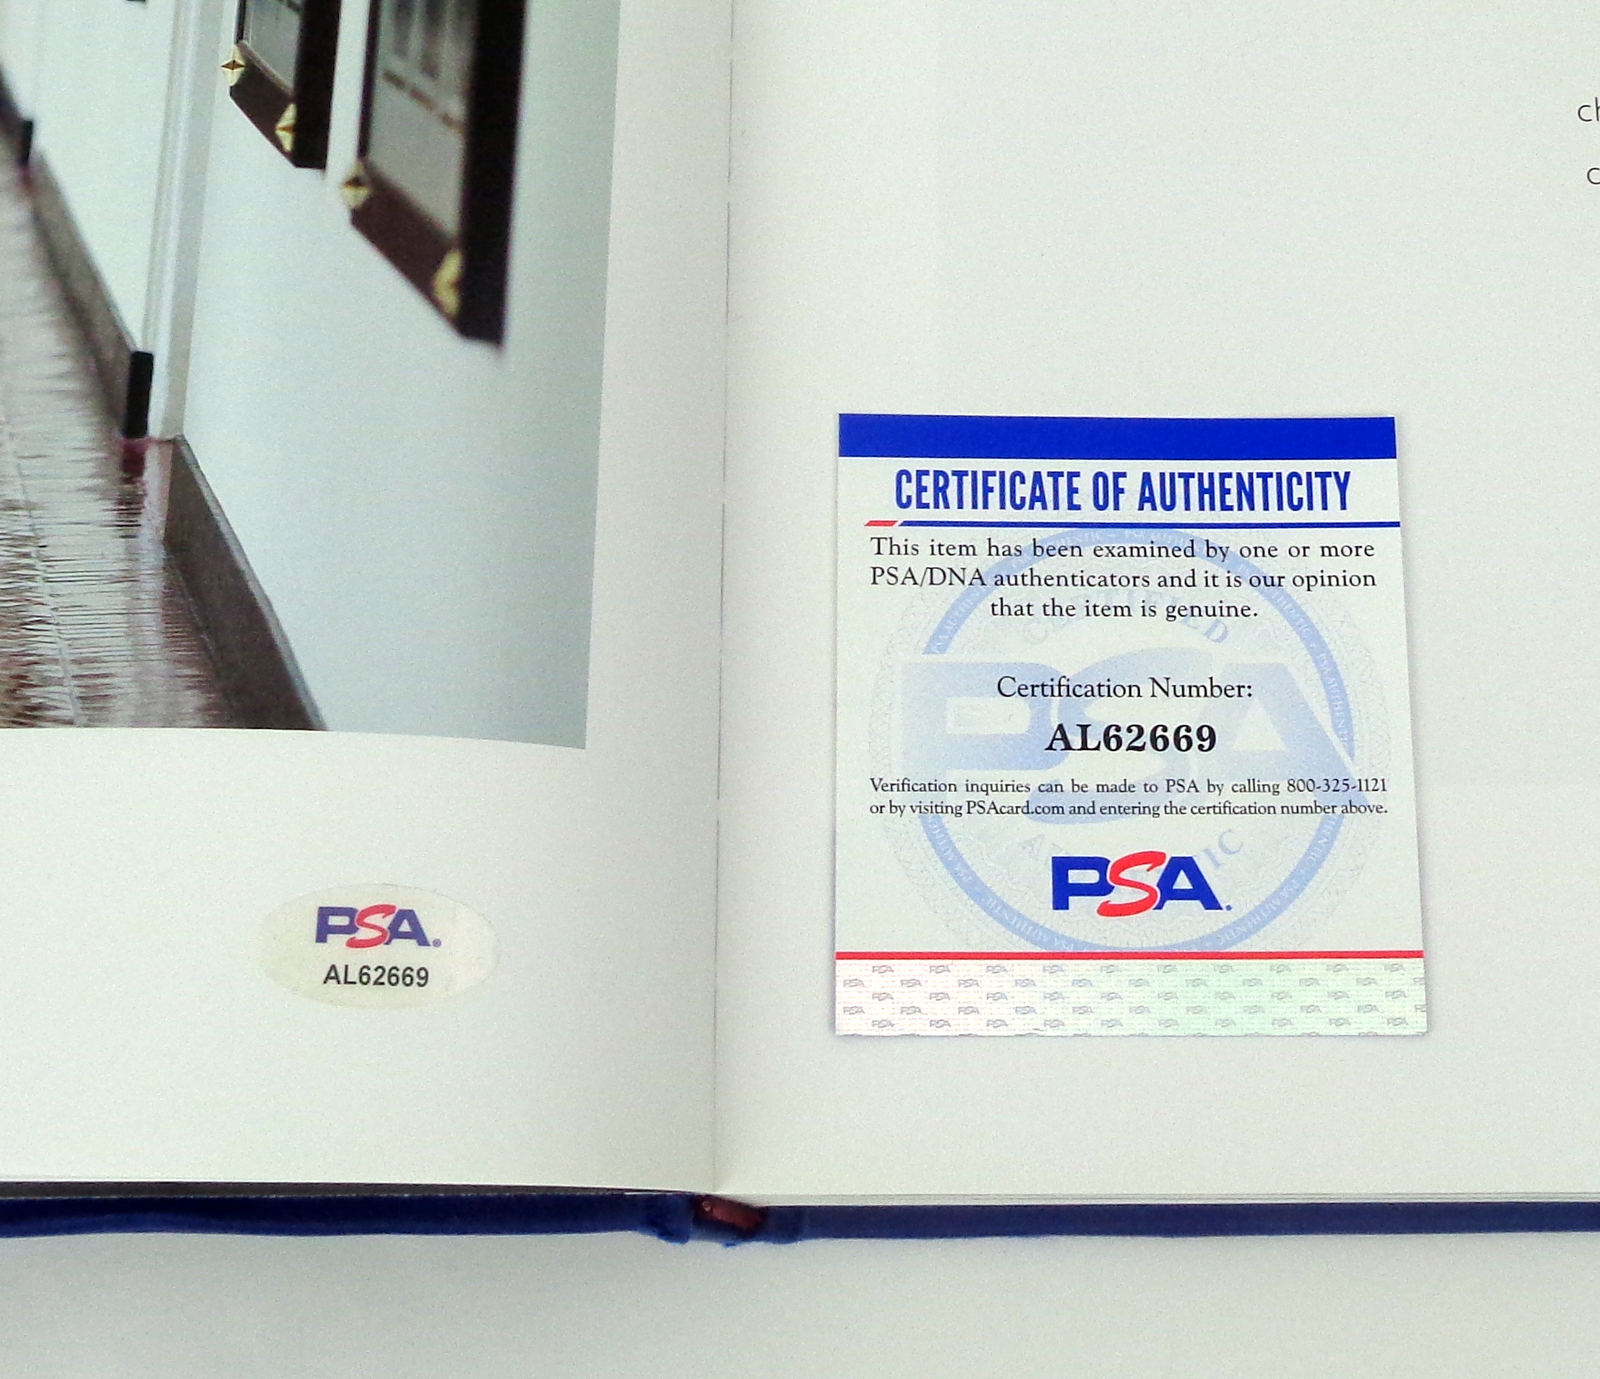 ch
c
CERTIFICATE OF AUTHENTICITY
This item has been examined by one or more
PSA/DNA authenticators and it is our opinion
that the item is genuine.
CERTIFIED
Certification Number:
AL62669
Verification inquiries can be made to PSA by calling 800-325-1121
or by visiting PSAcard.com and entering the certification number above.
PSA
PSA®
AL62669